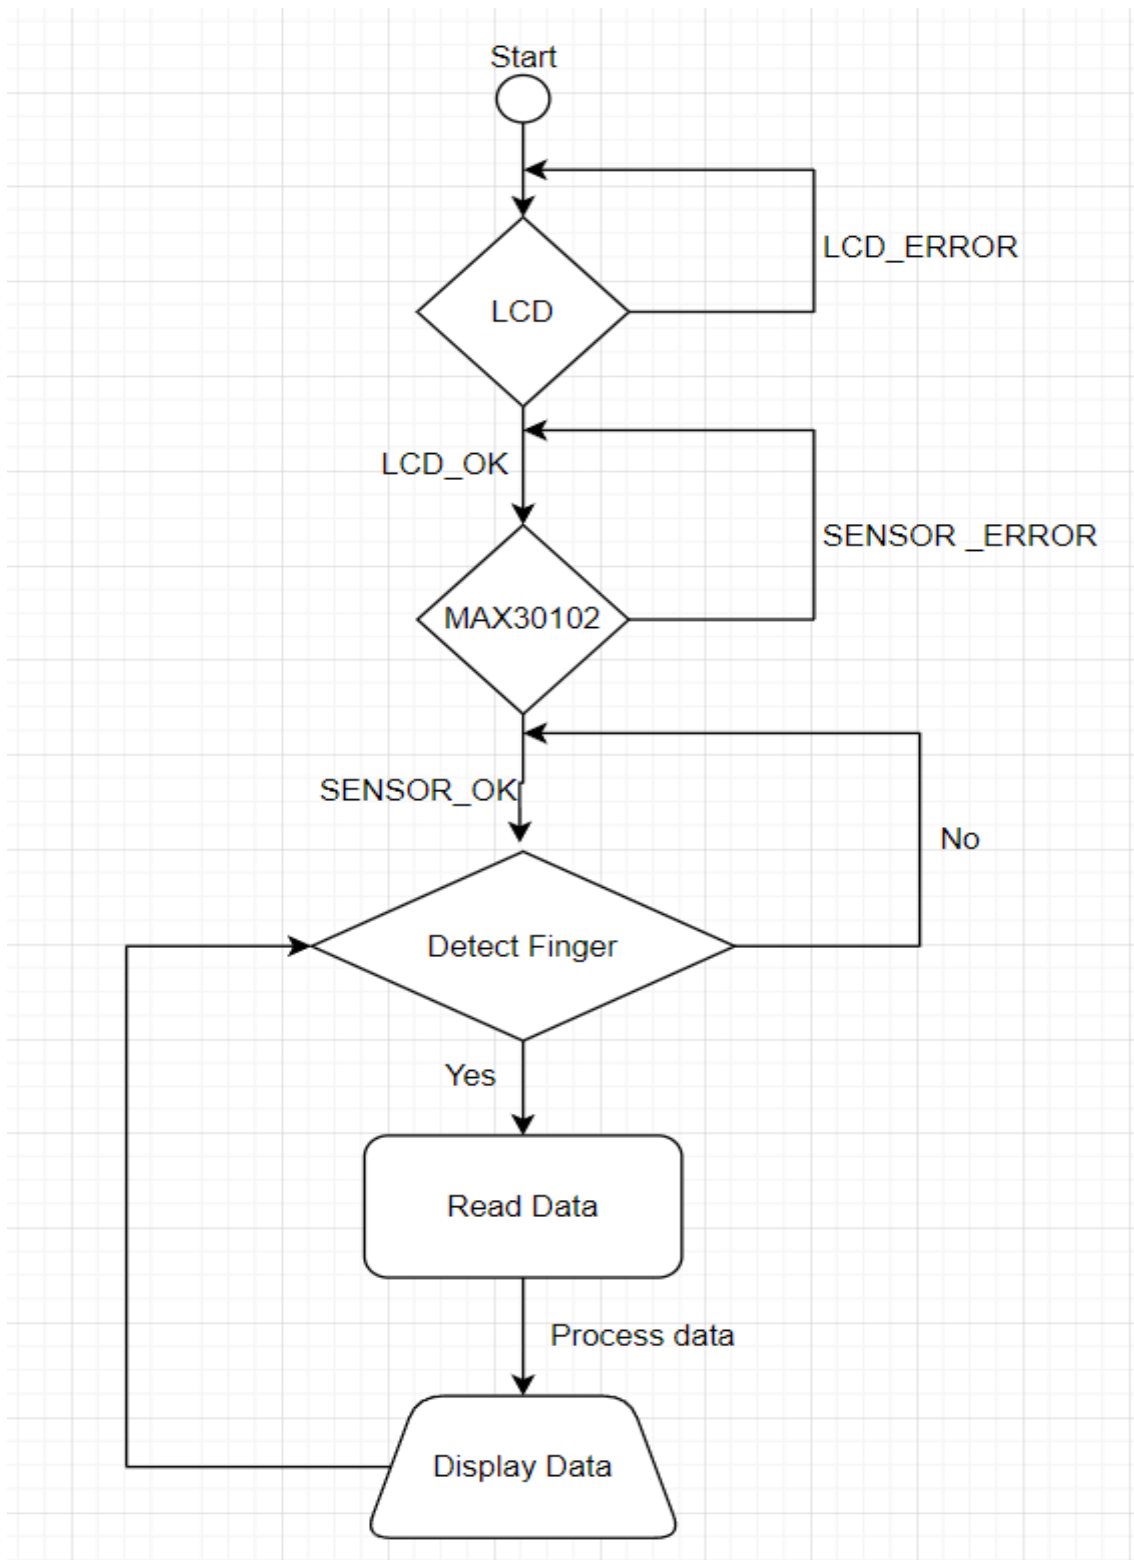 Start
LCD_ERROR
LCD
LCD_OK
SENSOR _ERROR
MAX30102
SENSOR_OK
No
Detect Finger
Yes
Read Data
Process data
Display Data